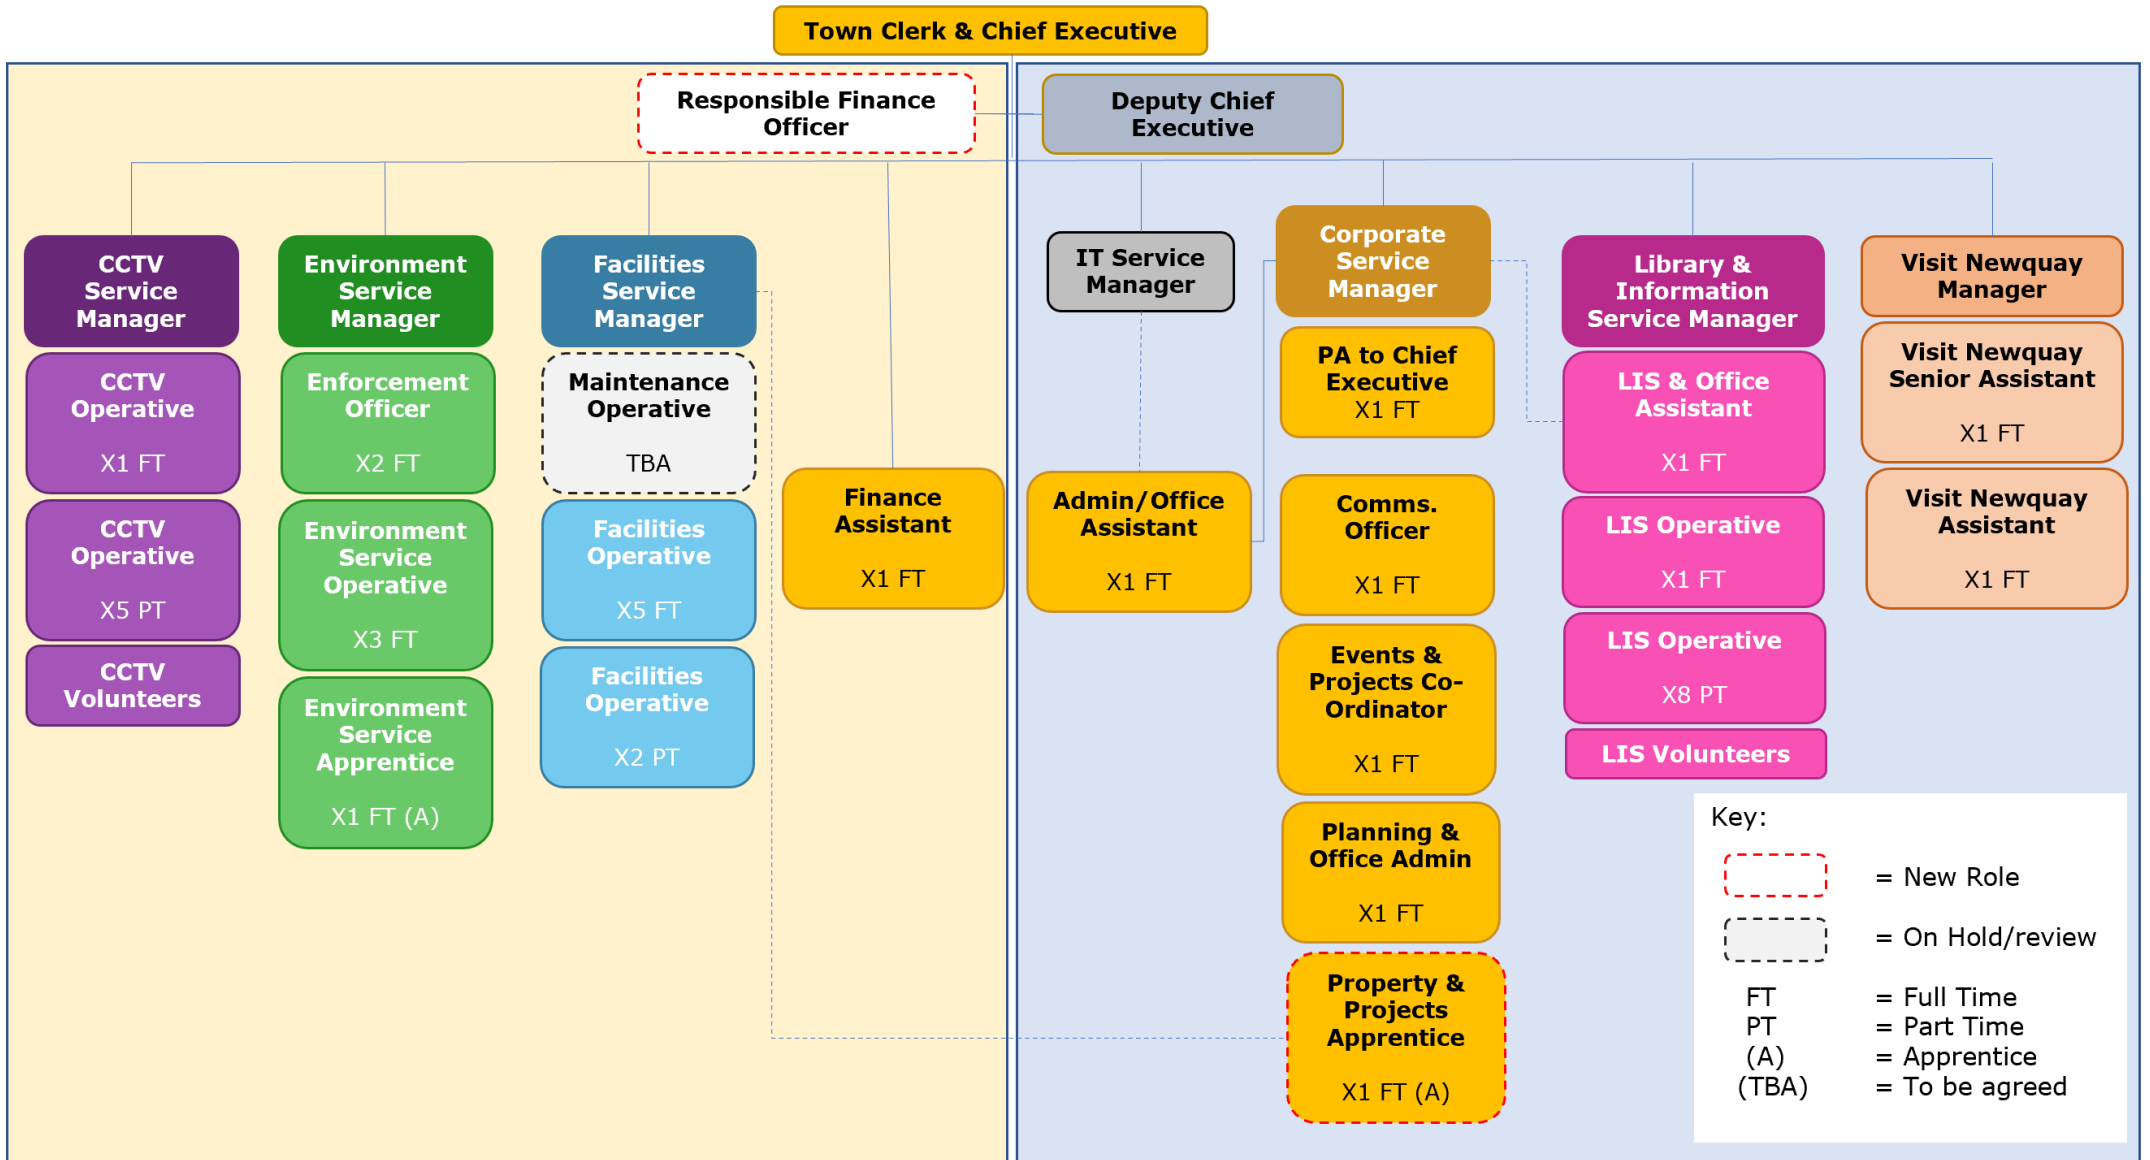 Town Clerk & Chief Executive
Responsible Finance
Officer
Deputy Chief
Executive
CCTV
Service
Manager
CCTV
Operative
X1 FT
CCTV
Operative
X5 PT
CCTV
Volunteers
Environment
Service
Manager
Enforcement
Officer
X2 FT
Environment
Service
Operative
X3 FT
Environment
Service
Apprentice
X1 FT (A)
Facilities
Service
Manager
Maintenance
Operative
TBA
Facilities
Operative
X5 FT
Facilities
Operative
X2 PT
Finance
Assistant
X1 FT
IT Service
Manager
Admin/Office
Assistant
X1 FT
Corporate
Service
Manager
PA to Chief
Executive
X1 FT
Comms.
Officer
X1 FT
Events &
Projects Co-
Ordinator
X1 FT
Planning &
Office Admin
X1 FT
Property &
Projects
Apprentice
X1 FT (A)
Library &
Information
Service Manager
LIS & Office
Assistant
X1 FT
LIS Operative
X1 FT
LIS Operative
X8 PT
LIS Volunteers
Visit Newquay
Manager
Visit Newquay
Senior Assistant
X1 FT
Visit Newquay
Assistant
X1 FT
Key:
= New Role
= On Hold/review
FT = Full Time
PT = Part Time
(A) = Apprentice
(TBA) = To be agreed